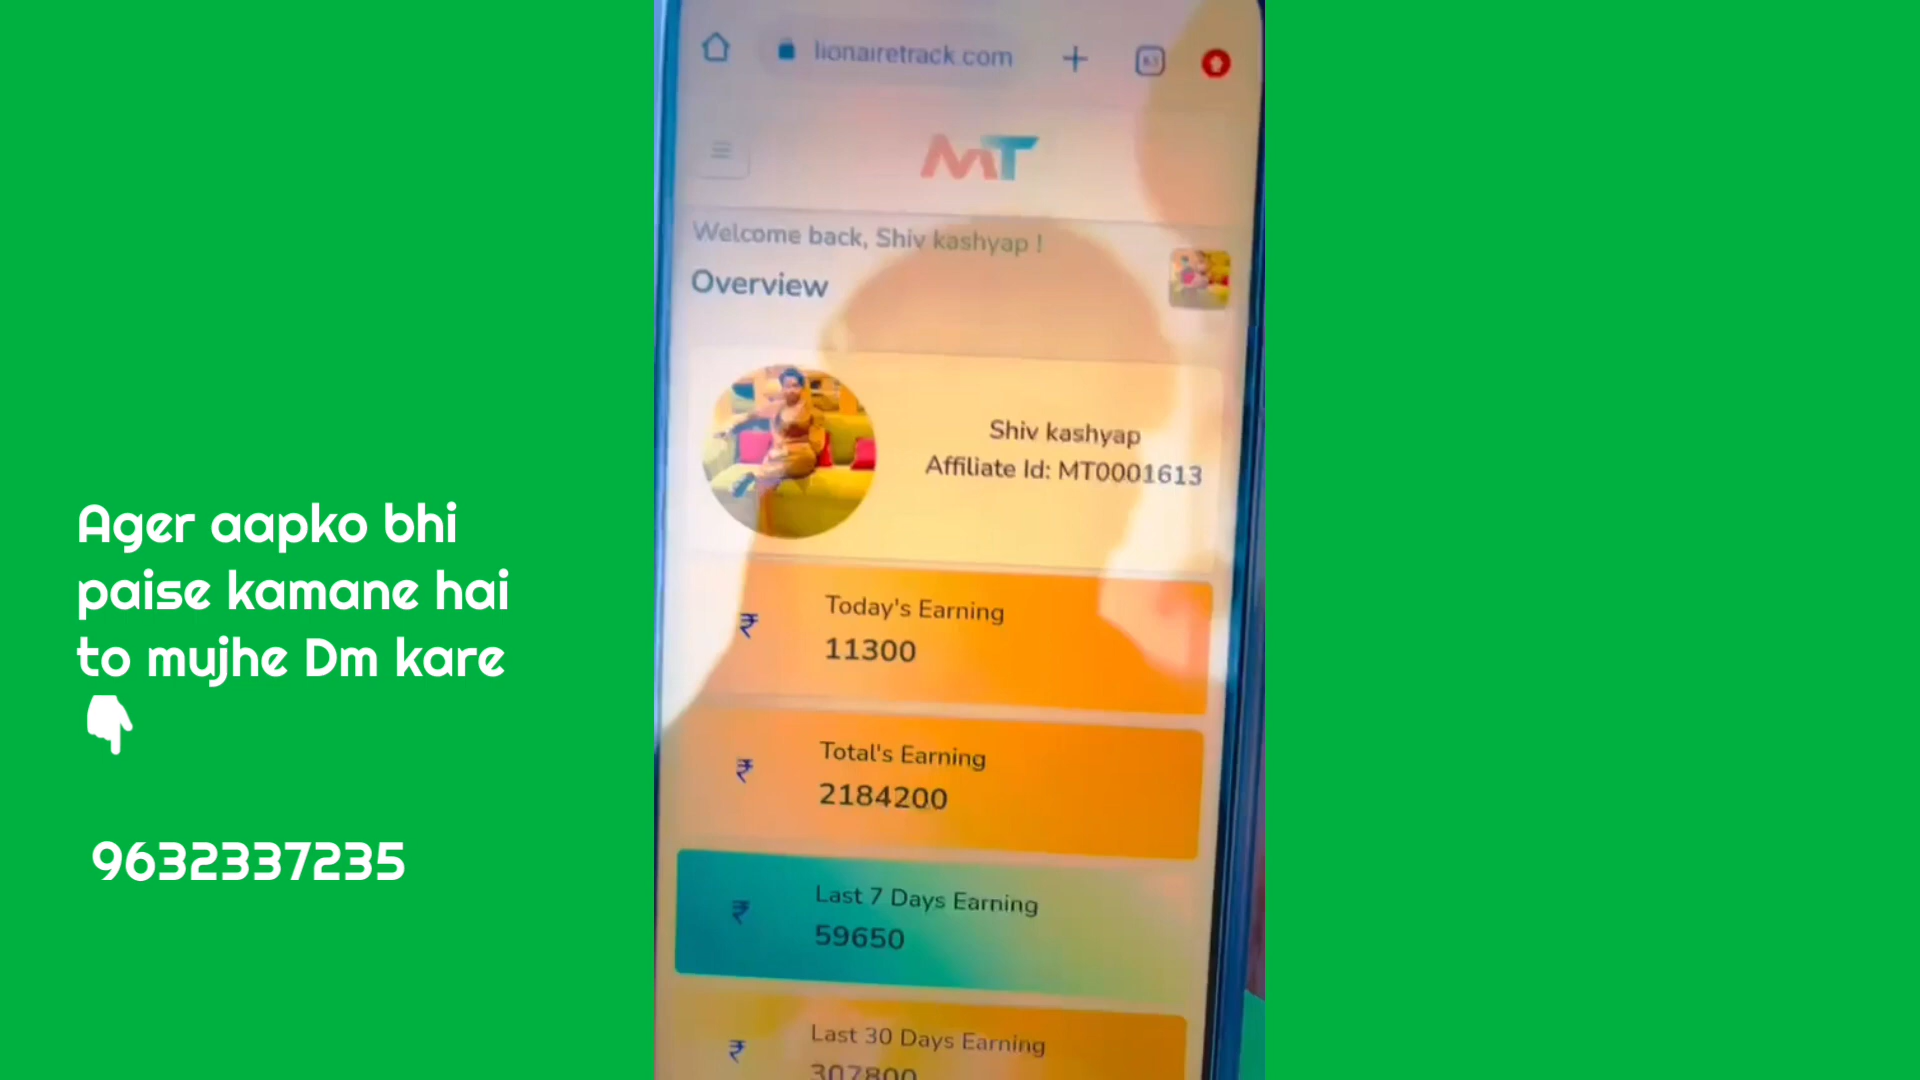 lionairetrack.com
MT
Welcome back, Shiv kashyap !
Overview
Shiv kashyap
Affiliate Id: MT0001613
₹ Today's Earning
11300
₹ Total's Earning
2184200
₹ Last 7 Days Earning
59650
₹ Last 30 Days Earning
307800
Ager aapko bhi
paise kamane hai
to mujhe Dm kare
👇
9632337235